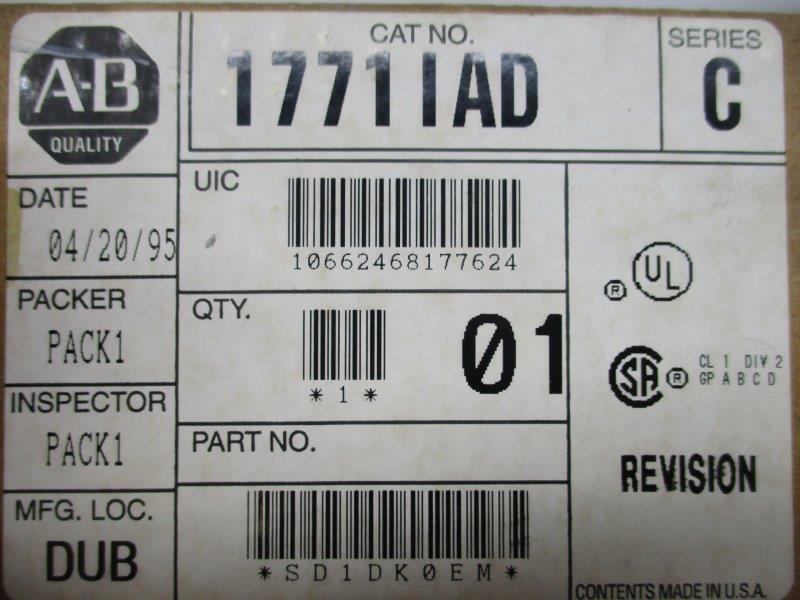 A-B
QUALITY
CAT NO.
1771IAD
SERIES
C
DATE
04/20/95
UIC
10662468177624
PACKER
PACK1
QTY.
*1*
01
INSPECTOR
PACK1
PART NO.
MFG. LOC.
DUB
*SD1DK0EM*
® UL
SA ® CL 1 DIV 2
GP A B C D
REVISION
CONTENTS MADE IN U.S.A.